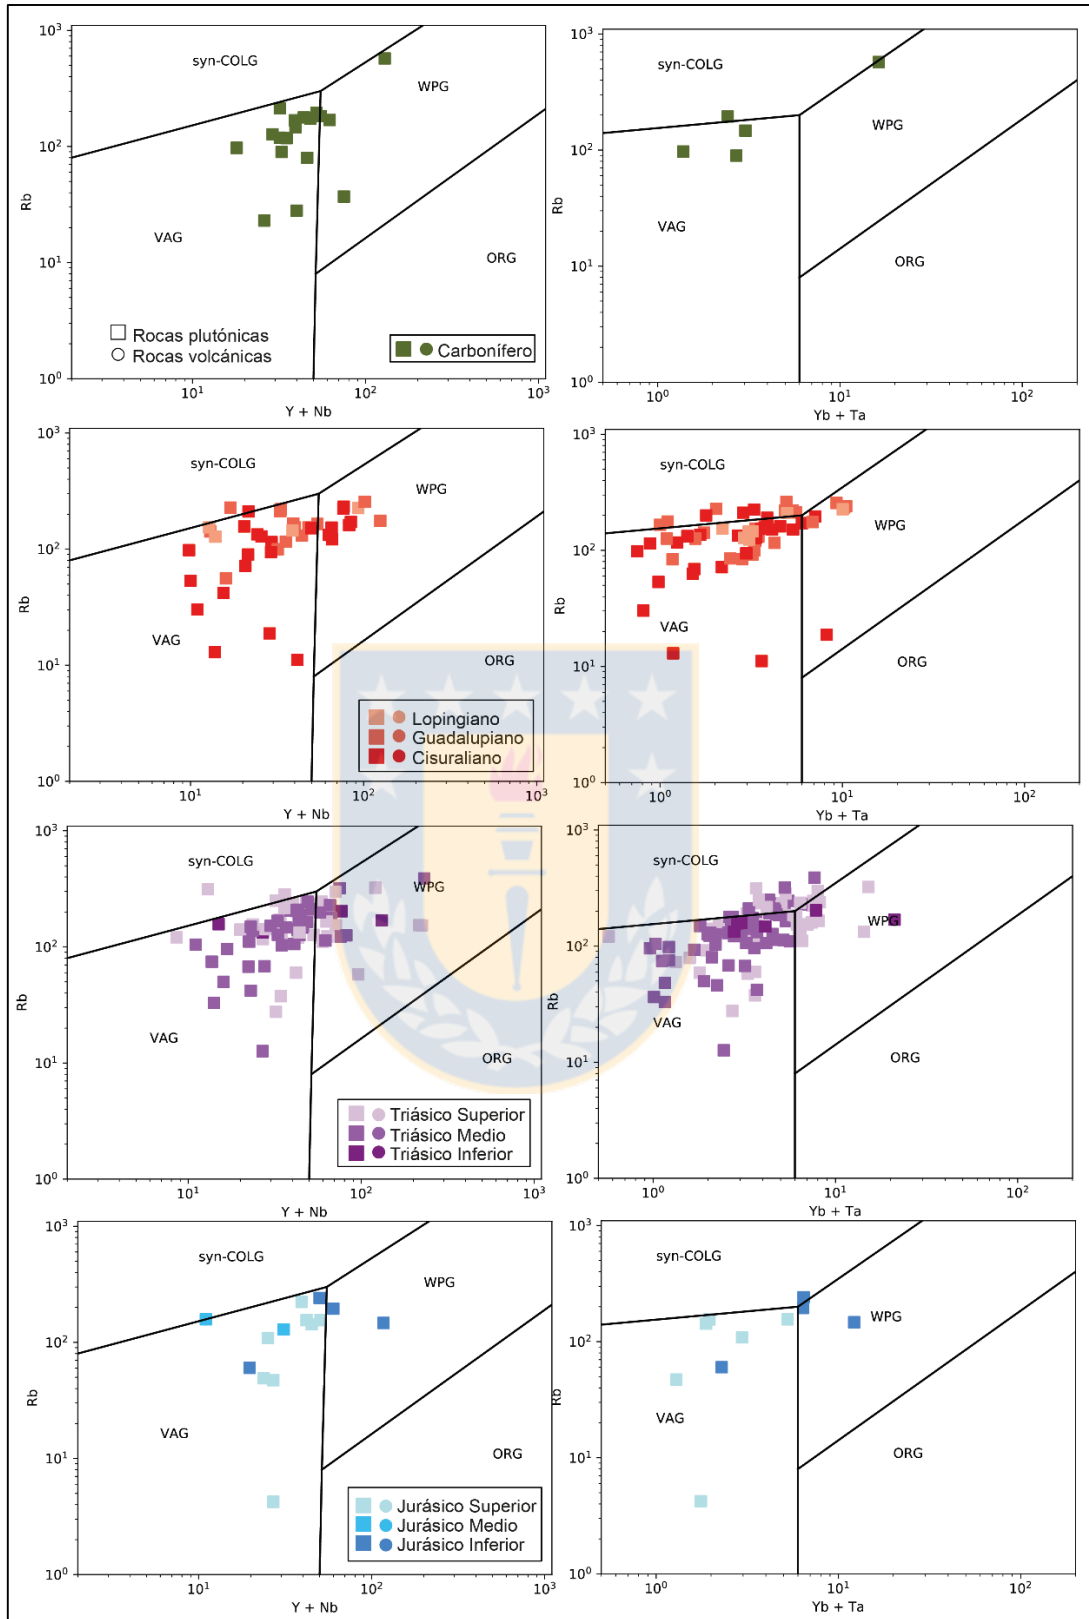 10³
syn-COLG
WPG
10²
Rb
VAG
10¹
ORG
Rocas plutónicas
Rocas volcánicas
Carbonífero
10⁰
10¹
10²
10³
Y + Nb
10³
syn-COLG
WPG
10²
Rb
VAG
10¹
ORG
10⁰
10⁰
10¹
10²
Yb + Ta
10³
syn-COLG
WPG
10²
Rb
VAG
10¹
ORG
Lopingiano
Guadalupiano
Cisuraliano
10⁰
10¹
10²
10³
Y + Nb
10³
syn-COLG
WPG
10²
Rb
VAG
10¹
ORG
10⁰
10⁰
10¹
10²
Yb + Ta
10³
syn-COLG
WPG
10²
Rb
VAG
10¹
ORG
Triásico Superior
Triásico Medio
Triásico Inferior
10⁰
10¹
10²
10³
Y + Nb
10³
syn-COLG
WPG
10²
Rb
VAG
10¹
ORG
10⁰
10⁰
10¹
10²
Yb + Ta
10³
syn-COLG
WPG
10²
Rb
VAG
10¹
ORG
Jurásico Superior
Jurásico Medio
Jurásico Inferior
10⁰
10¹
10²
10³
Y + Nb
10³
syn-COLG
WPG
10²
Rb
VAG
10¹
ORG
10⁰
10⁰
10¹
10²
Yb + Ta